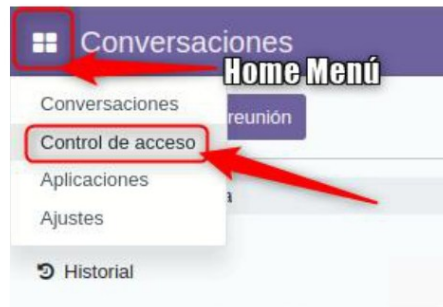 Conversaciones
Home Menú
Conversaciones
reunión
Control de acceso
Aplicaciones
Ajustes
Historial